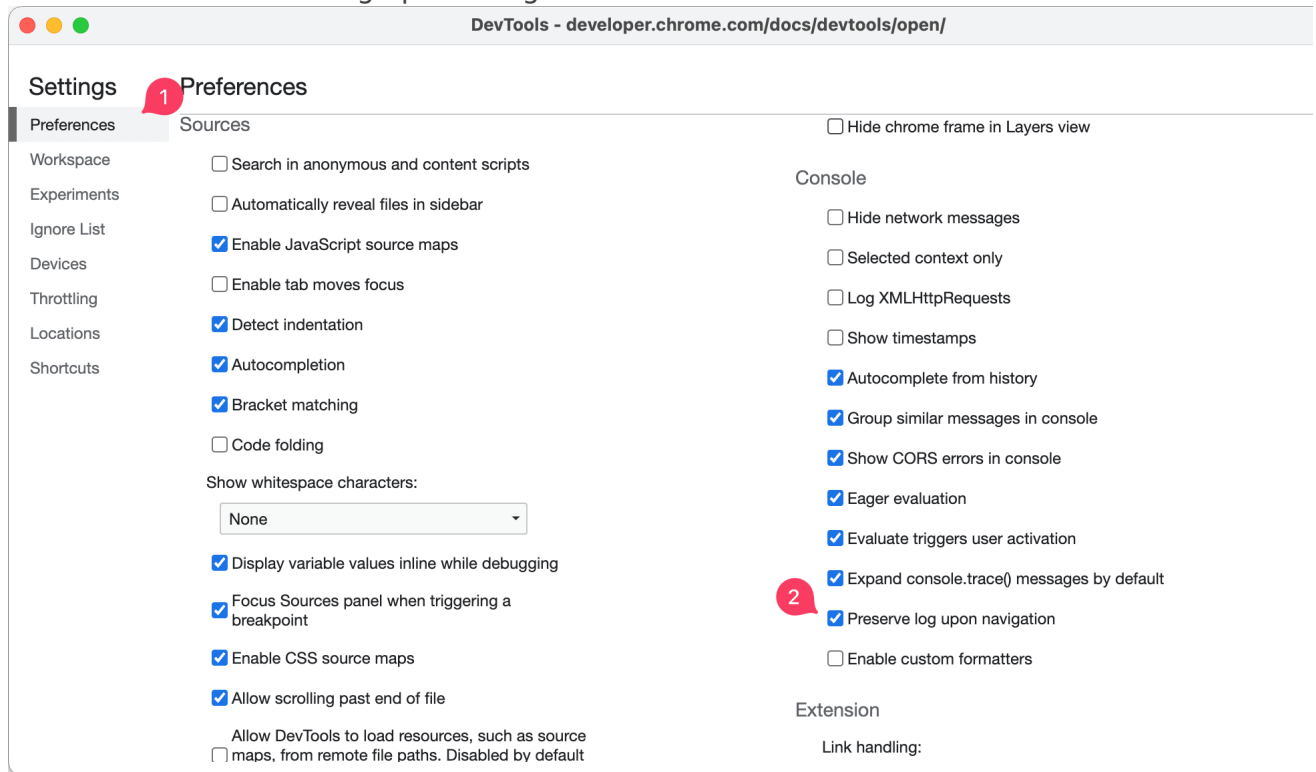 DevTools - developer.chrome.com/docs/devtools/open/
Settings
1
Preferences
Workspace
Experiments
Ignore List
Devices
Throttling
Locations
Shortcuts
Preferences
Sources
Search in anonymous and content scripts
Automatically reveal files in sidebar
Enable JavaScript source maps
Enable tab moves focus
Detect indentation
Autocompletion
Bracket matching
Code folding
Show whitespace characters:
None
Display variable values inline while debugging
Focus Sources panel when triggering a
breakpoint
Enable CSS source maps
Allow scrolling past end of file
Allow DevTools to load resources, such as source
maps, from remote file paths. Disabled by default
Hide chrome frame in Layers view
Console
Hide network messages
Selected context only
Log XMLHttpRequests
Show timestamps
Autocomplete from history
Group similar messages in console
Show CORS errors in console
Eager evaluation
Evaluate triggers user activation
Expand console.trace() messages by default
2
Preserve log upon navigation
Enable custom formatters
Extension
Link handling: